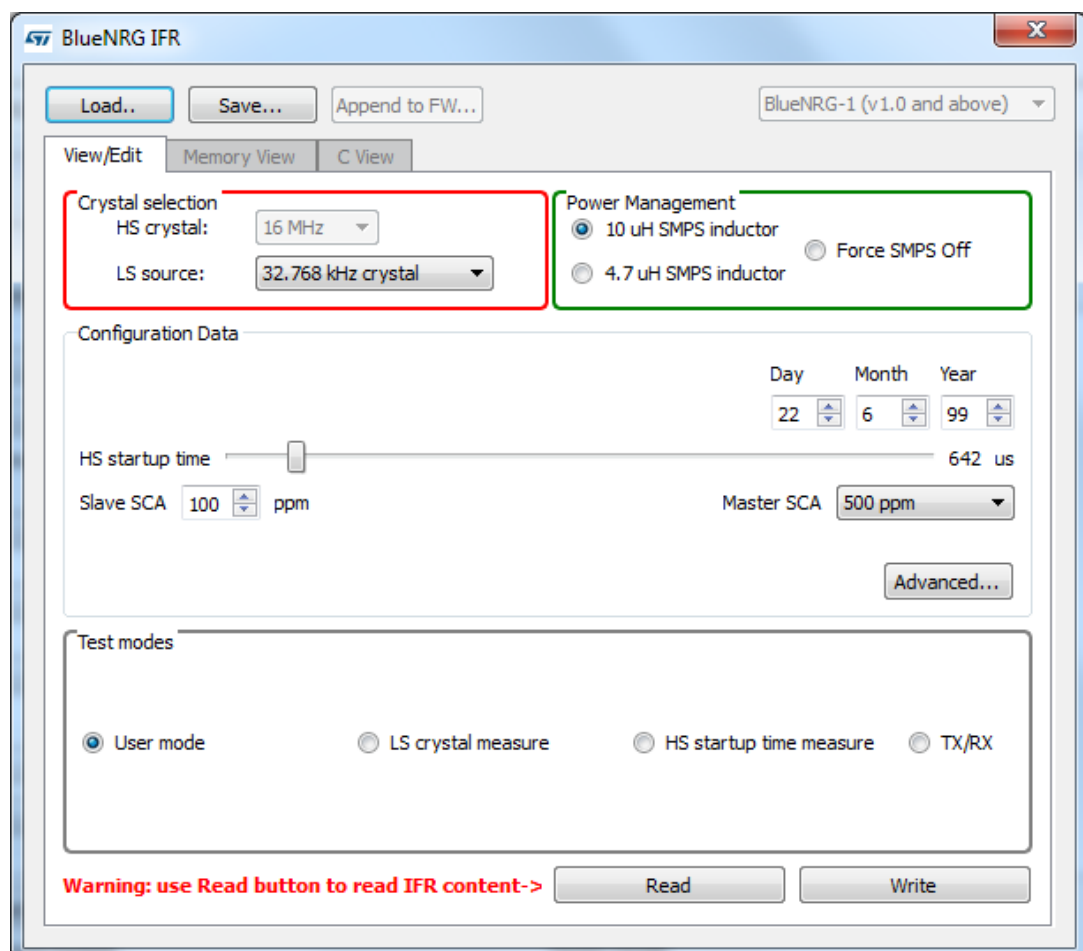 BlueNRG IFR
Load.. Save... Append to FW... BlueNRG-1 (v1.0 and above)
View/Edit Memory View C View
Crystal selection
HS crystal: 16 MHz
LS source: 32.768 kHz crystal
Power Management
10 uH SMPS inductor
Force SMPS Off
4.7 uH SMPS inductor
Configuration Data
Day Month Year
22 6 99
HS startup time 642 us
Slave SCA 100 ppm Master SCA 500 ppm
Advanced...
Test modes
User mode LS crystal measure HS startup time measure TX/RX
Warning: use Read button to read IFR content-> Read Write